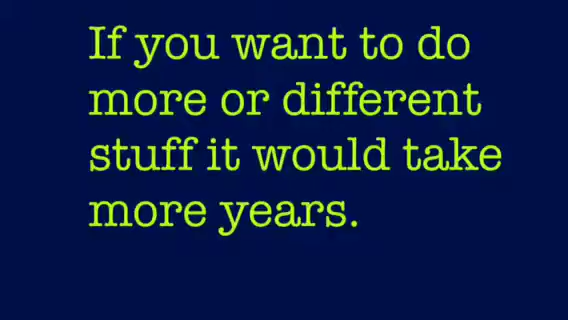 If you want to do
more or different
stuff it would take
more years.